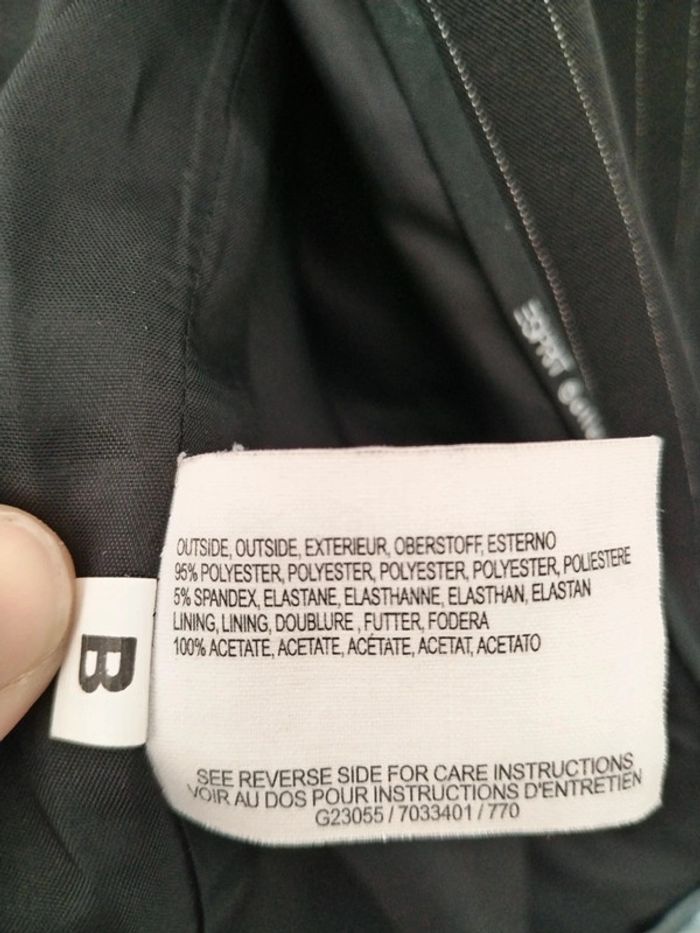 ESPRIT
OUTSIDE, OUTSIDE, EXTERIEUR, OBERSTOFF, ESTERNO
95% POLYESTER, POLYESTER, POLYESTER, POLYESTER, POLIESTERE
5% SPANDEX, ELASTANE, ELASTHANNE, ELASTHAN, ELASTAN
LINING, LINING, DOUBLURE , FUTTER, FODERA
100% ACETATE, ACETATE, ACÉTATE, ACETAT, ACETATO
B
SEE REVERSE SIDE FOR CARE INSTRUCTIONS
VOIR AU DOS POUR INSTRUCTIONS D'ENTRETIEN
G23055 / 7033401 / 770